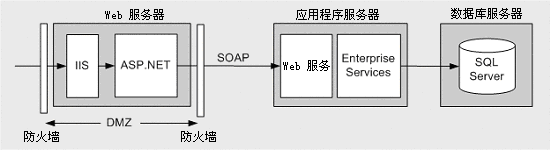 Web 服务器
应用程序服务器
数据库服务器
IIS
ASP.NET
SOAP
Web 服务
Enterprise
Services
SQL
Server
DMZ
防火墙
防火墙